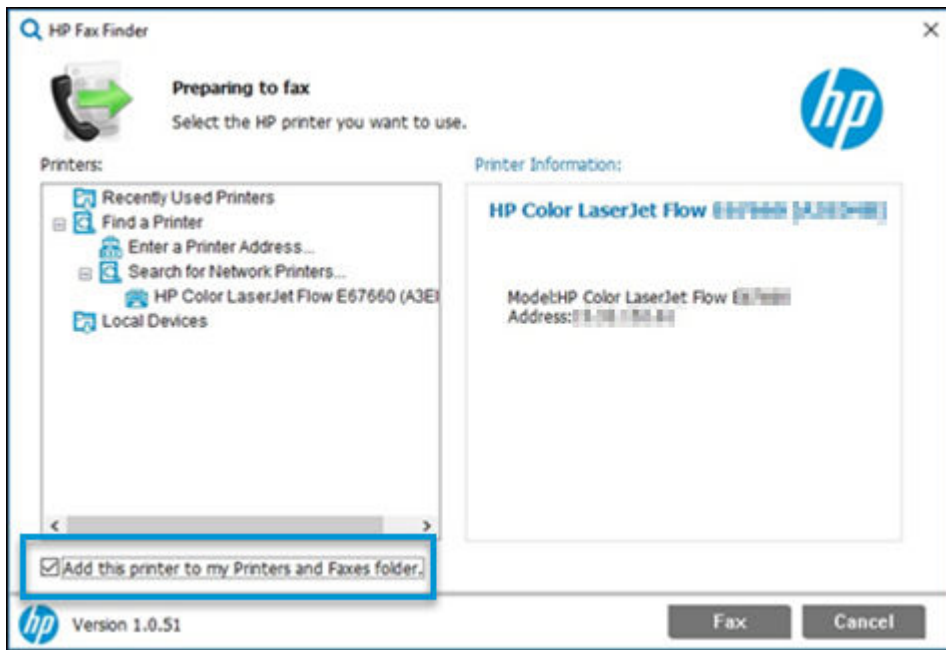 HP Fax Finder
Preparing to fax
Select the HP printer you want to use.
hp
Printers:
Recently Used Printers
Find a Printer
Enter a Printer Address...
Search for Network Printers...
HP Color LaserJet Flow E67660 (A3E
Local Devices
Printer Information:
HP Color LaserJet Flow
Model:HP Color LaserJet Flow
Address:
Add this printer to my Printers and Faxes folder.
hp
Version 1.0.51
Fax
Cancel